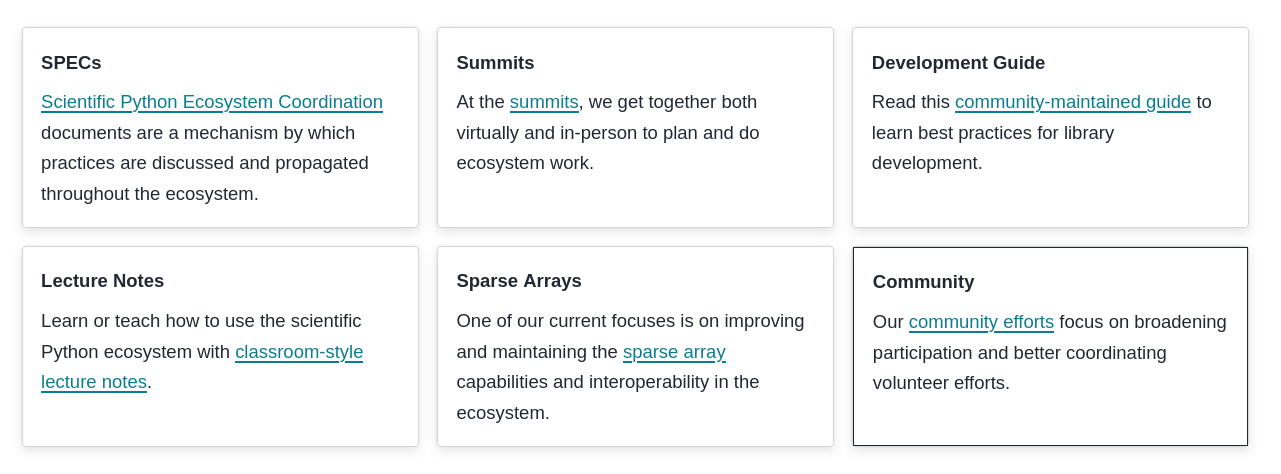 SPECs
Scientific Python Ecosystem Coordination
documents are a mechanism by which
practices are discussed and propagated
throughout the ecosystem.
Summits
At the summits, we get together both
virtually and in-person to plan and do
ecosystem work.
Development Guide
Read this community-maintained guide to
learn best practices for library
development.
Lecture Notes
Learn or teach how to use the scientific
Python ecosystem with classroom-style
lecture notes.
Sparse Arrays
One of our current focuses is on improving
and maintaining the sparse array
capabilities and interoperability in the
ecosystem.
Community
Our community efforts focus on broadening
participation and better coordinating
volunteer efforts.